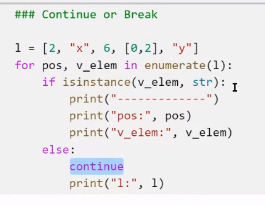 ### Continue or Break
l = [2, "x", 6, [0,2], "y"]
for pos, v_elem in enumerate(l):
    if isinstance(v_elem, str):
        print("-------------")
        print("pos:", pos)
        print("v_elem:", v_elem)
    else:
        continue
        print("l:", l)